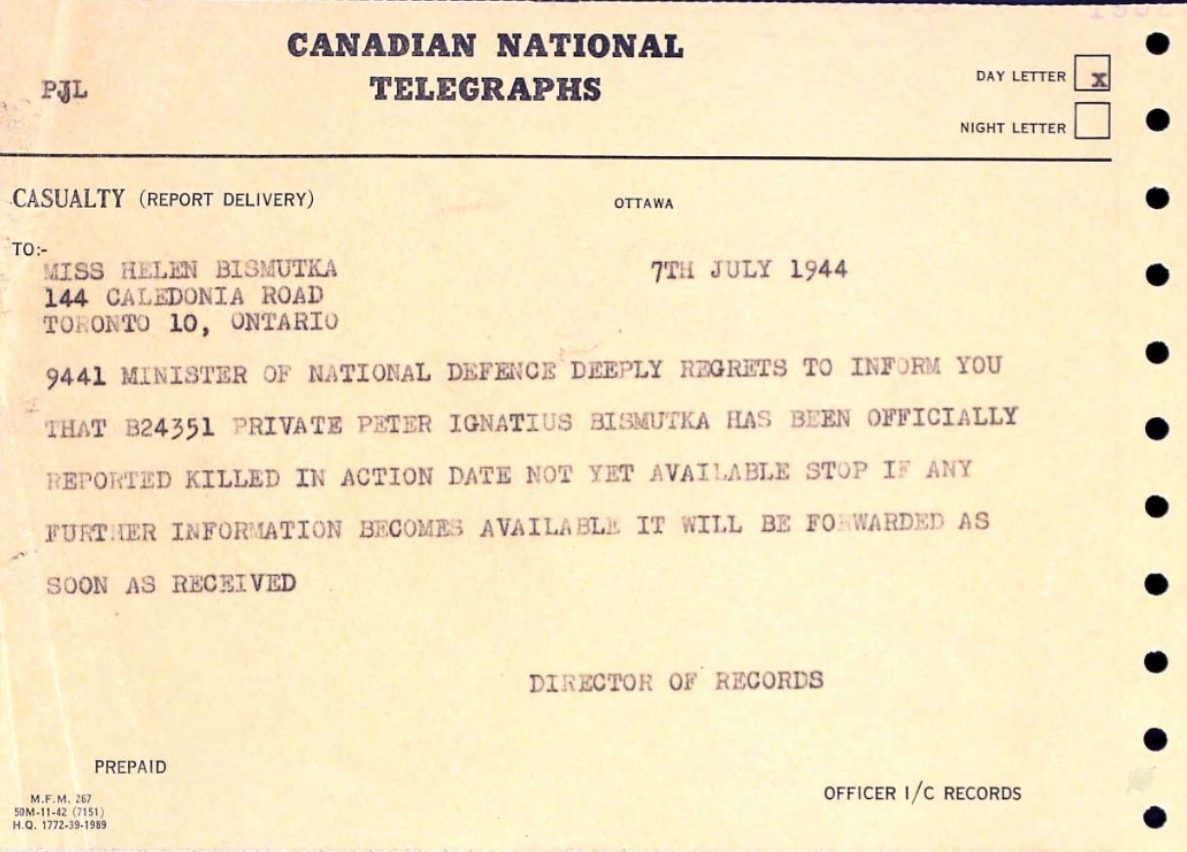 CANADIAN NATIONAL
TELEGRAPHS
PJL
DAY LETTER x
NIGHT LETTER
CASUALTY (REPORT DELIVERY)
OTTAWA
TO:-
MISS HELEN BISMUTKA
7TH JULY 1944
144 CALEDONIA ROAD
TORONTO 10, ONTARIO
9441 MINISTER OF NATIONAL DEFENCE DEEPLY REGRETS TO INFORM YOU
THAT B24351 PRIVATE PETER IGNATIUS BISMUTKA HAS BEEN OFFICIALLY
REPORTED KILLED IN ACTION DATE NOT YET AVAILABLE STOP IF ANY
FURTHER INFORMATION BECOMES AVAILABLE IT WILL BE FORWARDED AS
SOON AS RECEIVED
DIRECTOR OF RECORDS
PREPAID
OFFICER I/C RECORDS
M.F.M. 267
50M-11-42 (7151)
H.Q. 1772-39-1989